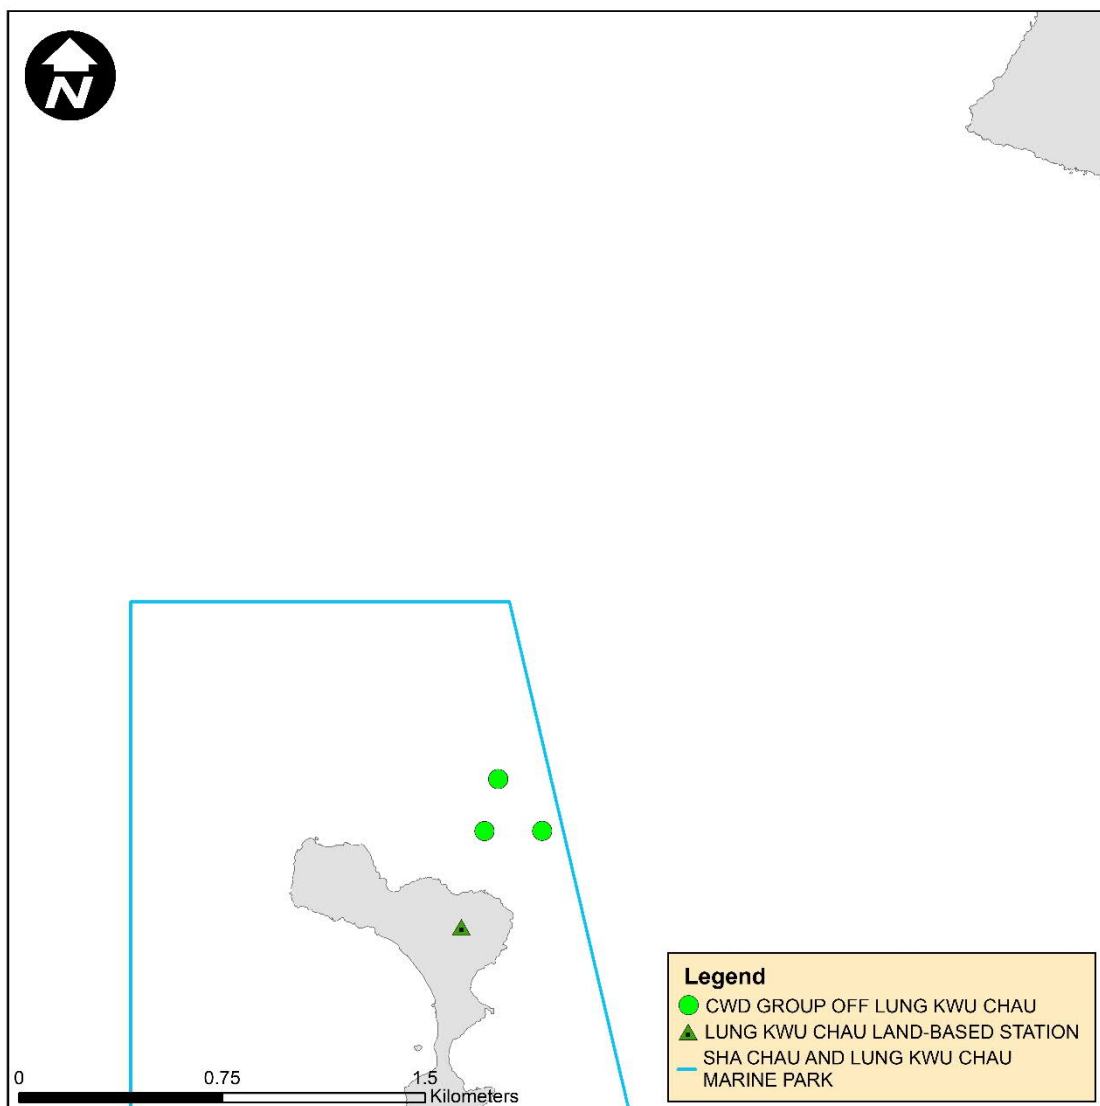 N
Legend
CWD GROUP OFF LUNG KWU CHAU
LUNG KWU CHAU LAND-BASED STATION
SHA CHAU AND LUNG KWU CHAU
MARINE PARK
0 0.75 1.5
Kilometers